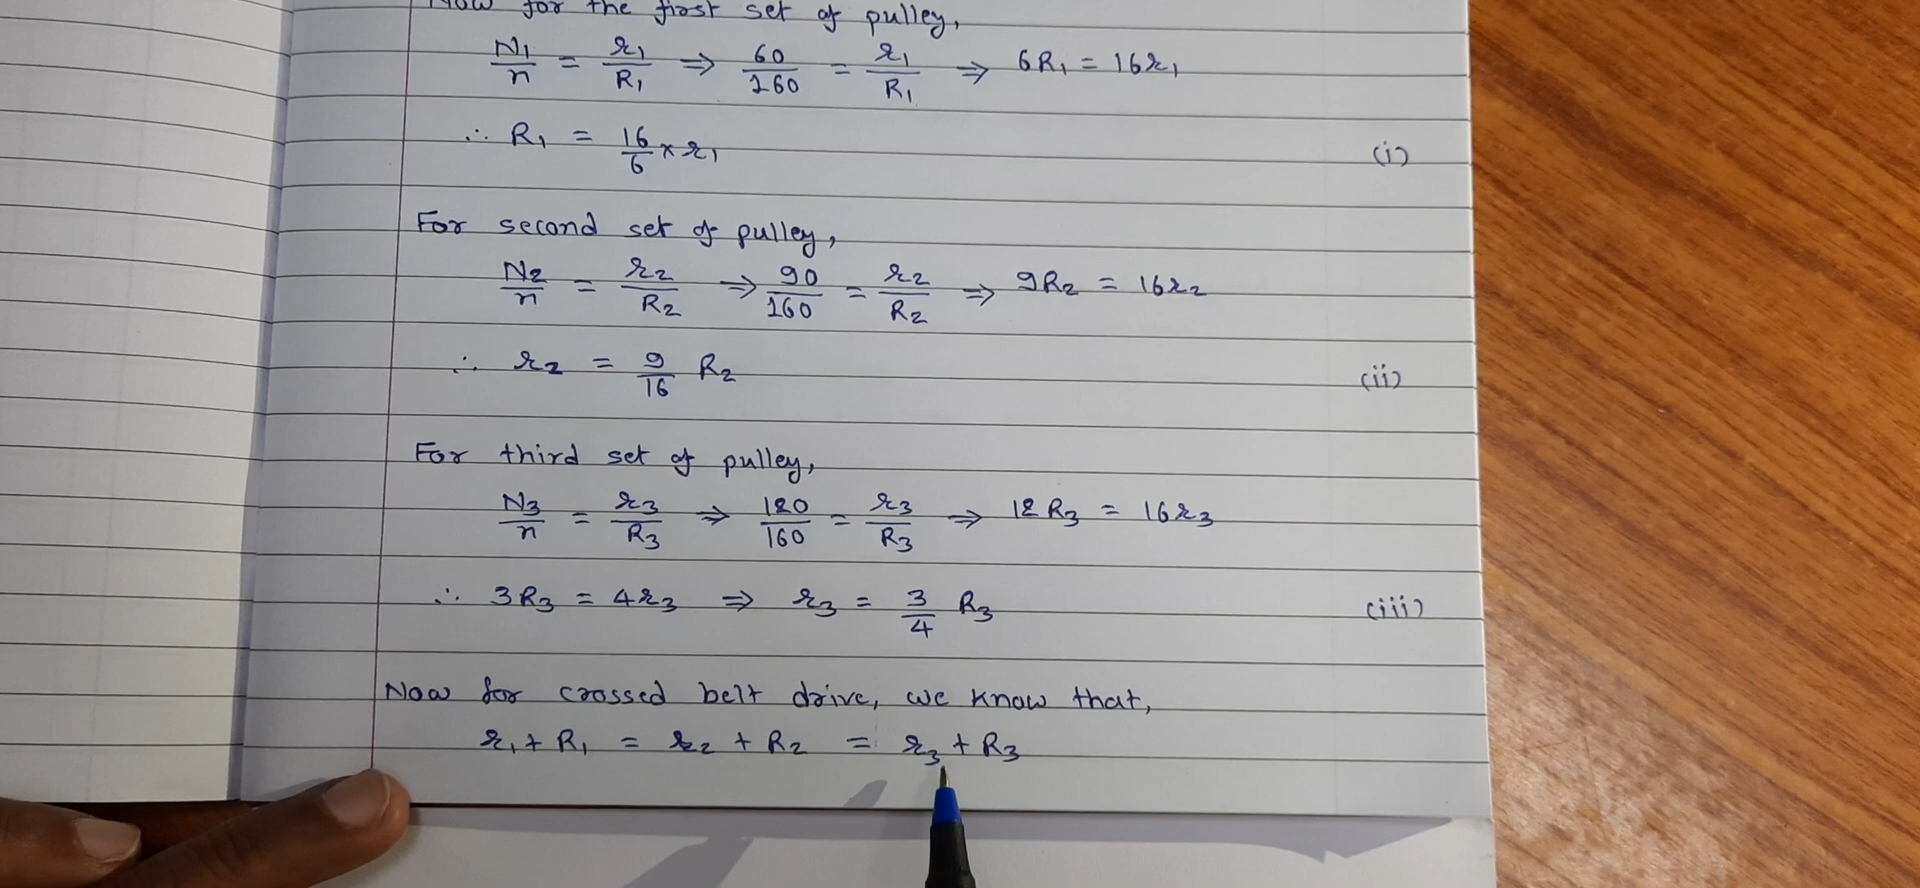 Now for the first set of pulley,
N1/n = r1/R1 ⇒ 60/160 = r1/R1 ⇒ 6R1 = 16r1
∴ R1 = 16/6 × r1 (i)
For second set of pulley,
N2/n = r2/R2 ⇒ 90/160 = r2/R2 ⇒ 9R2 = 16r2
∴ r2 = 9/16 R2 (ii)
For third set of pulley,
N3/n = r3/R3 ⇒ 120/160 = r3/R3 ⇒ 12R3 = 16r3
∴ 3R3 = 4r3 ⇒ r3 = 3/4 R3 (iii)
Now for crossed belt drive, we know that,
r1 + R1 = r2 + R2 = r3 + R3